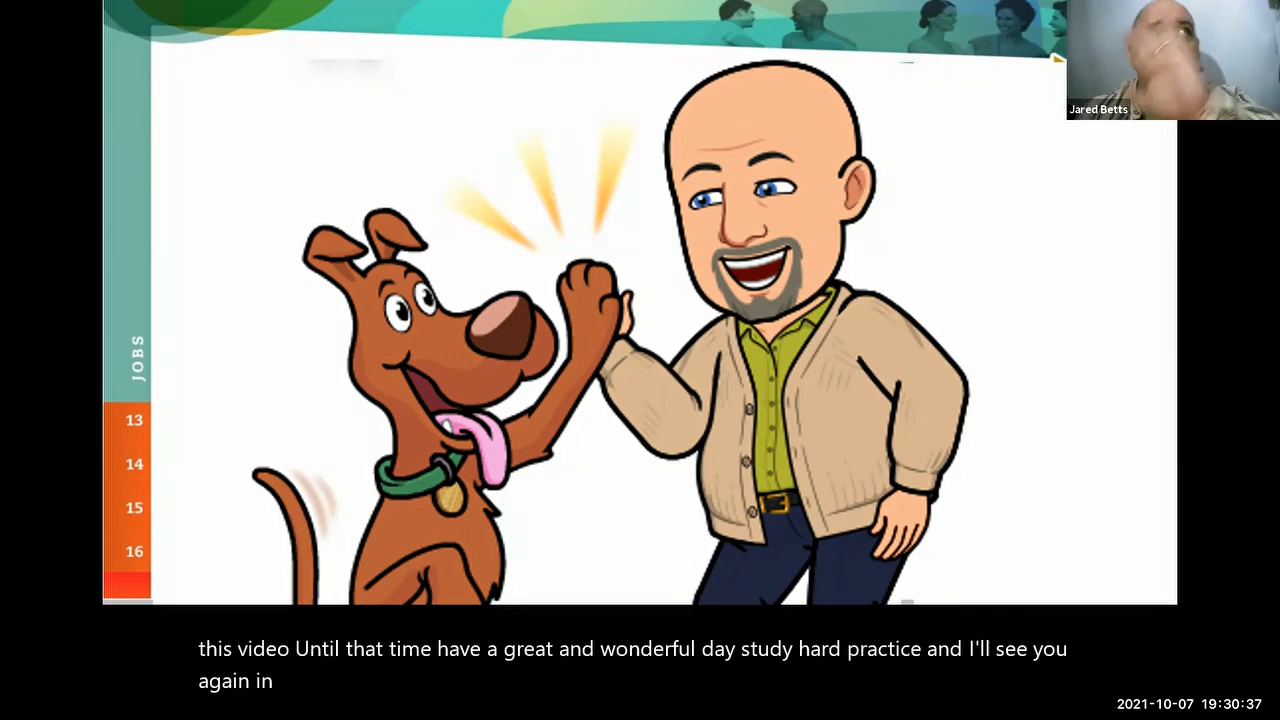 Jared Betts
JOBS
13
14
15
16
this video Until that time have a great and wonderful day study hard practice and I'll see you
again in
2021-10-07 19:30:37